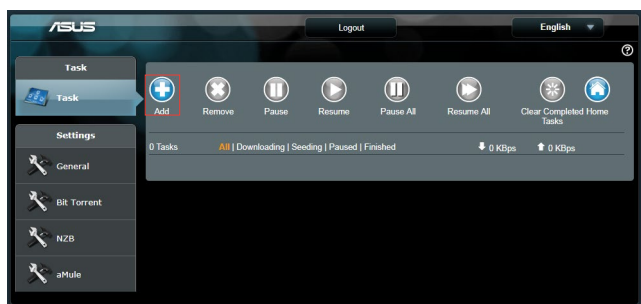 ASUS
Logout
English
Task
Task
Settings
General
Bit Torrent
NZB
aMule
Add
Remove
Pause
Resume
Pause All
Resume All
Clear Completed Tasks
Home
0 Tasks
All | Downloading | Seeding | Paused | Finished
0 KBps
0 KBps